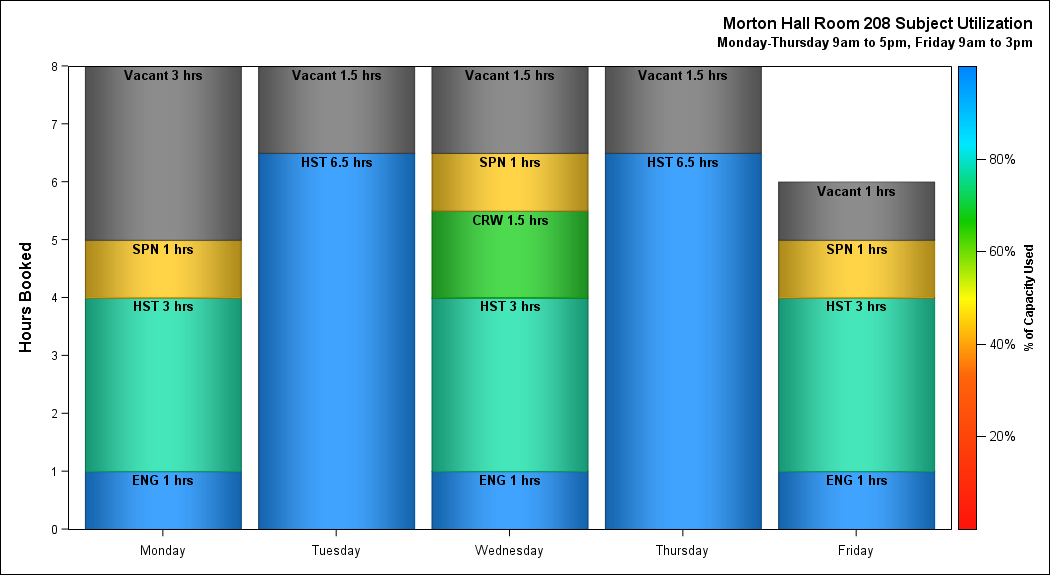 Morton Hall Room 208 Subject Utilization
Monday-Thursday 9am to 5pm, Friday 9am to 3pm
Hours Booked
8
7
6
5
4
3
2
1
0
Vacant 3 hrs
SPN 1 hrs
HST 3 hrs
ENG 1 hrs
Vacant 1.5 hrs
HST 6.5 hrs
Vacant 1.5 hrs
SPN 1 hrs
CRW 1.5 hrs
HST 3 hrs
ENG 1 hrs
Vacant 1.5 hrs
HST 6.5 hrs
Vacant 1 hrs
SPN 1 hrs
HST 3 hrs
ENG 1 hrs
Monday
Tuesday
Wednesday
Thursday
Friday
80%
60%
40%
20%
% of Capacity Used